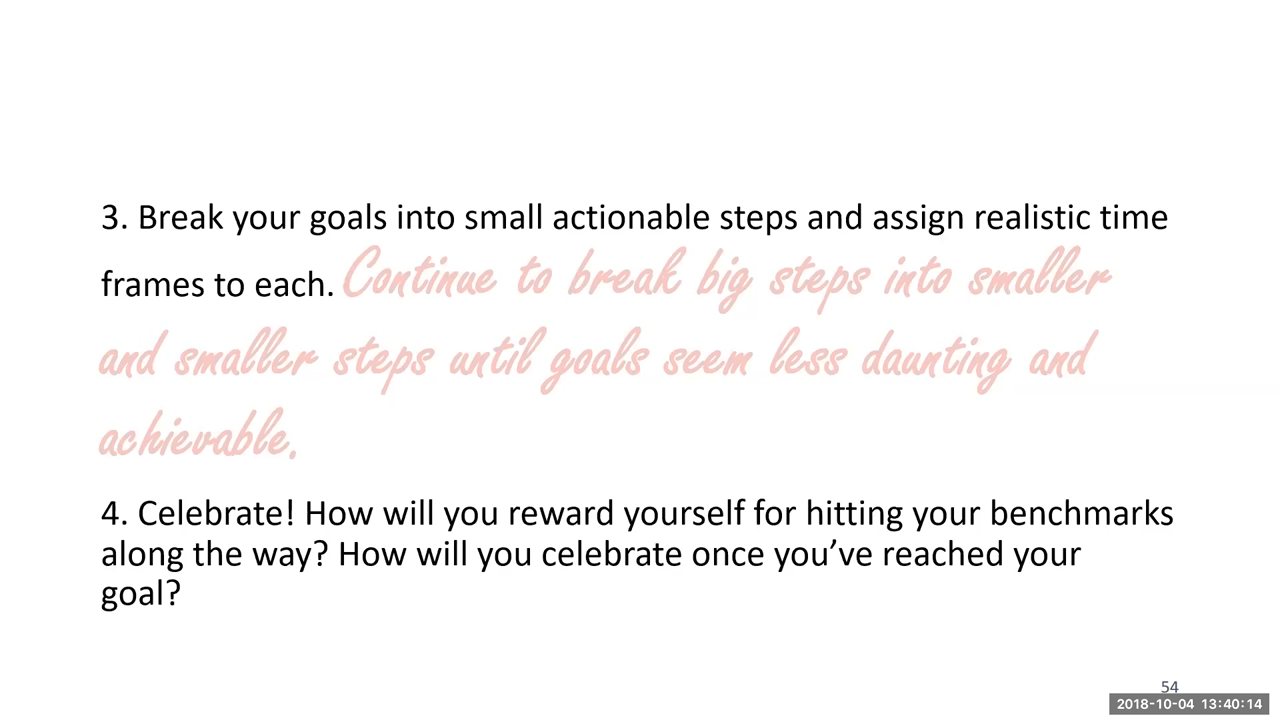 3. Break your goals into small actionable steps and assign realistic time
frames to each. Continue to break big steps into smaller
and smaller steps until goals seem less daunting and
achievable.
4. Celebrate! How will you reward yourself for hitting your benchmarks
along the way? How will you celebrate once you’ve reached your
goal?
54
2018-10-04 13:40:14